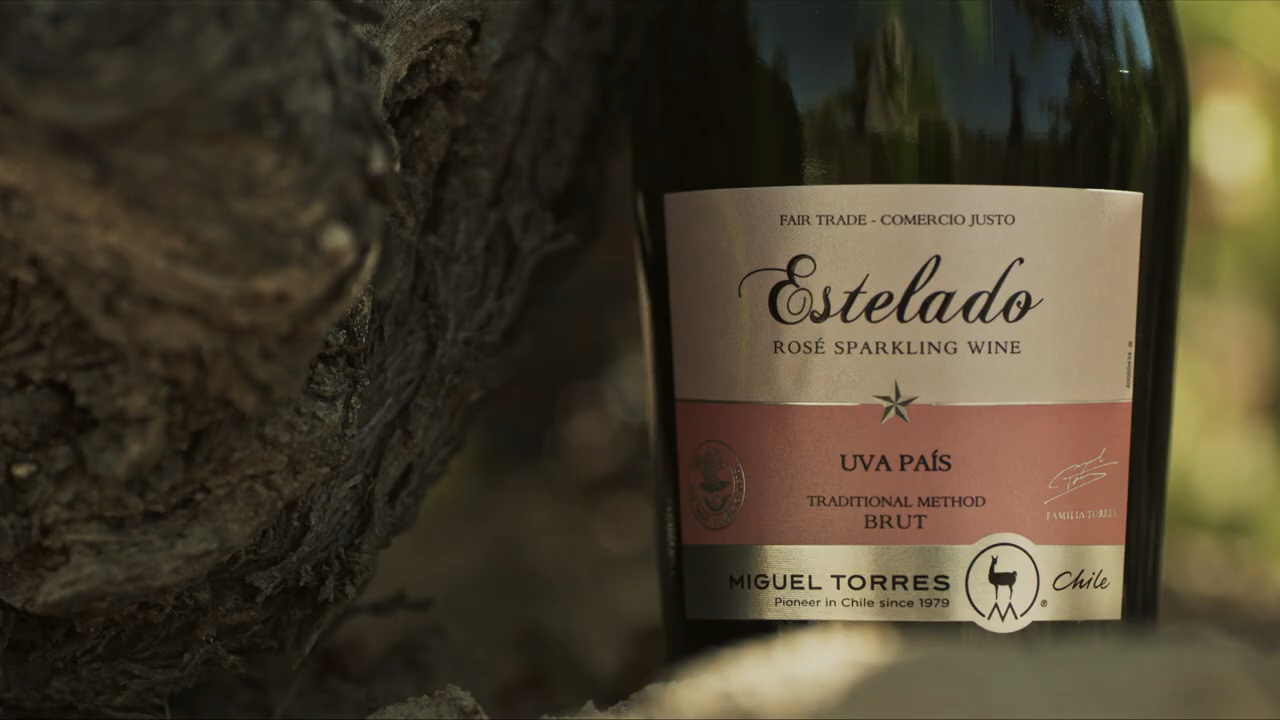 FAIR TRADE - COMERCIO JUSTO
Estelado
ROSÉ SPARKLING WINE
UVA PAÍS
TRADITIONAL METHOD
BRUT
FAMILIA TORRES
MIGUEL TORRES
Pioneer in Chile since 1979
®
Chile